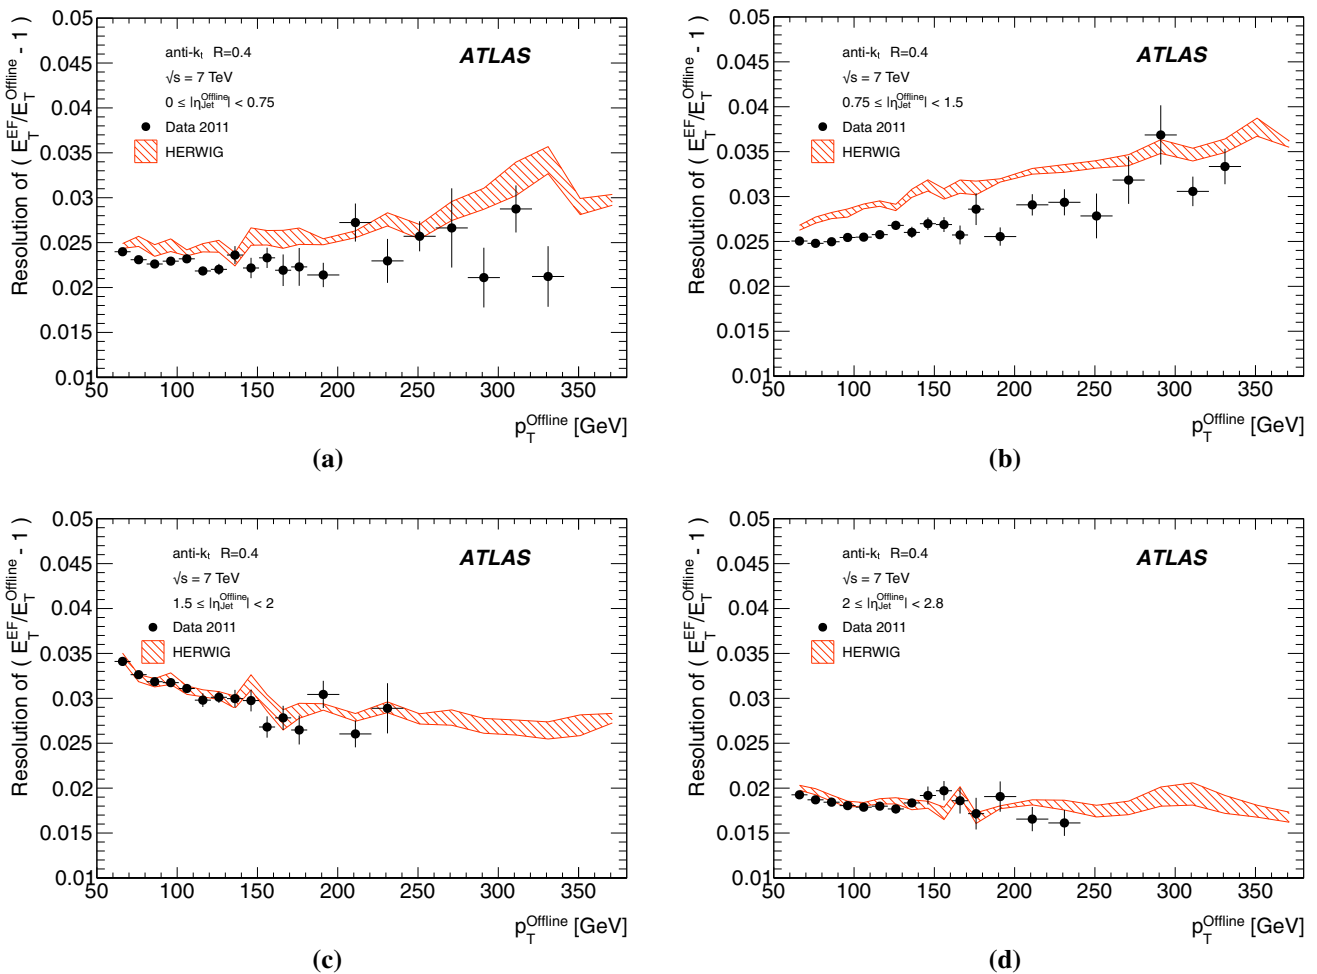 Resolution of ( E_T^EF/E_T^Offline - 1 )
0.05
0.045
0.04
0.035
0.03
0.025
0.02
0.015
0.01
anti-k_t R=0.4
√s = 7 TeV
0 ≤ |η_Jet^Offline| < 0.75
Data 2011
HERWIG
ATLAS
50 100 150 200 250 300 350
p_T^Offline [GeV]
(a)
Resolution of ( E_T^EF/E_T^Offline - 1 )
0.05
0.045
0.04
0.035
0.03
0.025
0.02
0.015
0.01
anti-k_t R=0.4
√s = 7 TeV
0.75 ≤ |η_Jet^Offline| < 1.5
Data 2011
HERWIG
ATLAS
50 100 150 200 250 300 350
p_T^Offline [GeV]
(b)
Resolution of ( E_T^EF/E_T^Offline - 1 )
0.05
0.045
0.04
0.035
0.03
0.025
0.02
0.015
0.01
anti-k_t R=0.4
√s = 7 TeV
1.5 ≤ |η_Jet^Offline| < 2
Data 2011
HERWIG
ATLAS
50 100 150 200 250 300 350
p_T^Offline [GeV]
(c)
Resolution of ( E_T^EF/E_T^Offline - 1 )
0.05
0.045
0.04
0.035
0.03
0.025
0.02
0.015
0.01
anti-k_t R=0.4
√s = 7 TeV
2 ≤ |η_Jet^Offline| < 2.8
Data 2011
HERWIG
ATLAS
50 100 150 200 250 300 350
p_T^Offline [GeV]
(d)